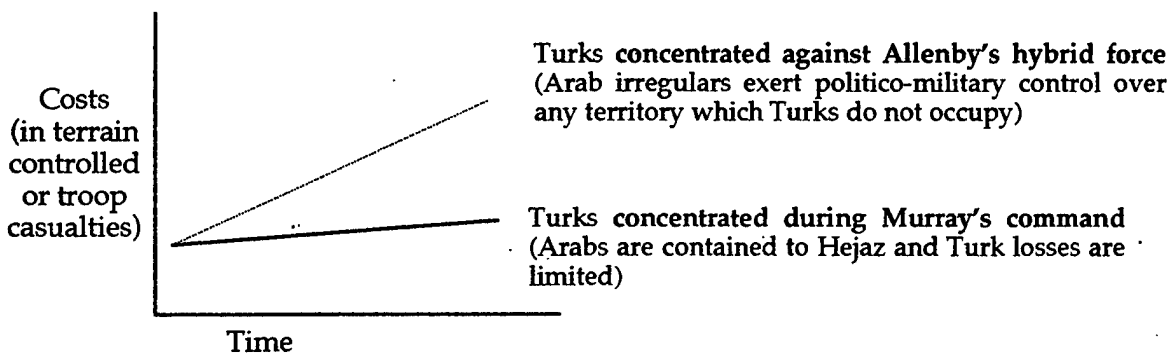 Costs
(in terrain
controlled
or troop
casualties)
Turks concentrated against Allenby's hybrid force
(Arab irregulars exert politico-military control over
any territory which Turks do not occupy)
Turks concentrated during Murray's command
(Arabs are contained to Hejaz and Turk losses are
limited)
Time